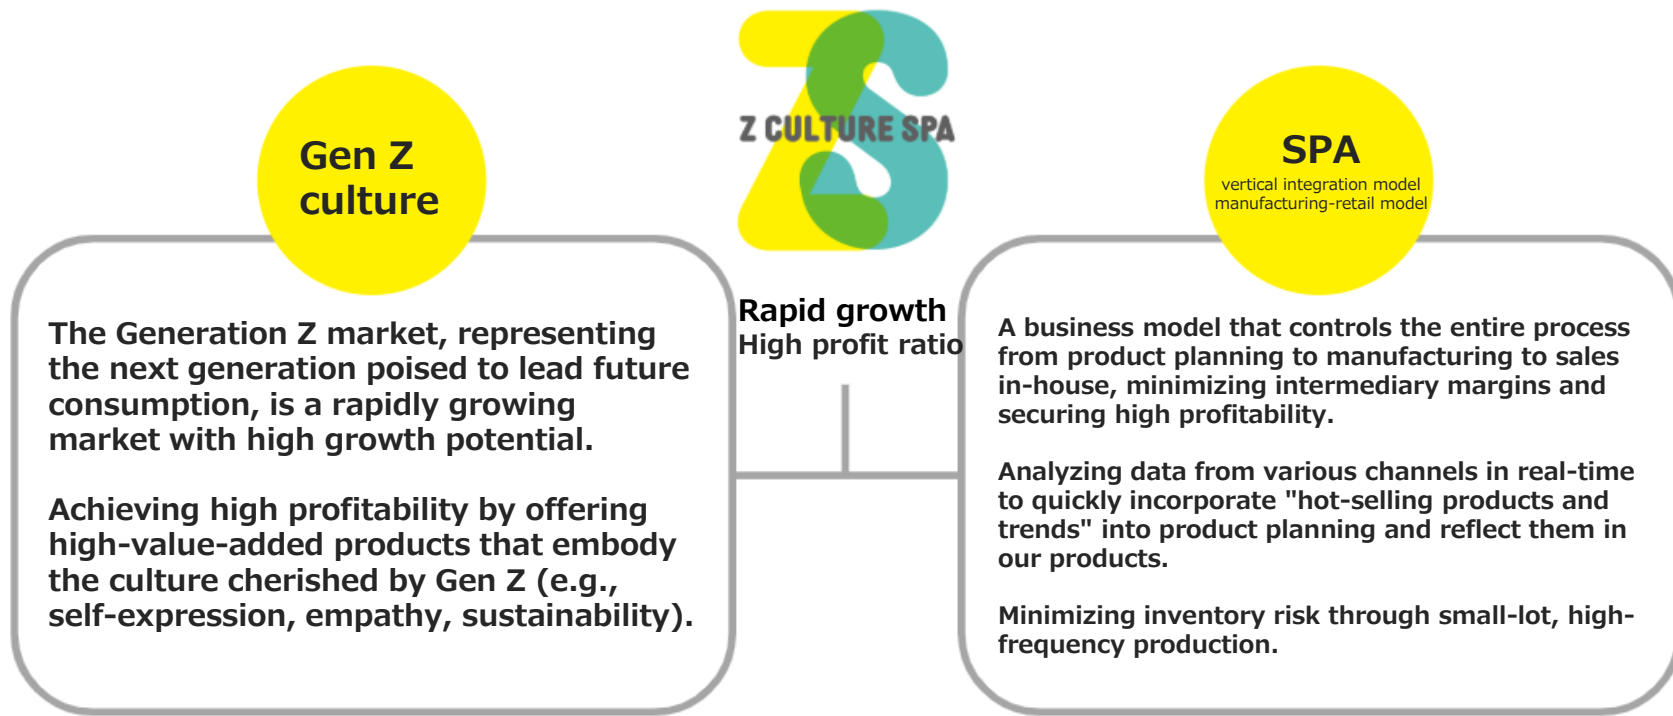 Z CULTURE SPA
Gen Z
culture
The Generation Z market, representing
the next generation poised to lead future
consumption, is a rapidly growing
market with high growth potential.
Achieving high profitability by offering
high-value-added products that embody
the culture cherished by Gen Z (e.g.,
self-expression, empathy, sustainability).
Rapid growth
High profit ratio
SPA
vertical integration model
manufacturing-retail model
A business model that controls the entire process
from product planning to manufacturing to sales
in-house, minimizing intermediary margins and
securing high profitability.
Analyzing data from various channels in real-time
to quickly incorporate "hot-selling products and
trends" into product planning and reflect them in
our products.
Minimizing inventory risk through small-lot, high-
frequency production.